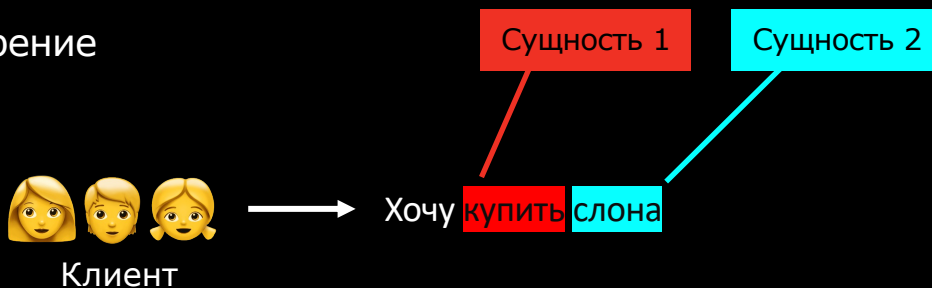 рение
Сущность 1
Сущность 2
Хочу купить слона
Клиент